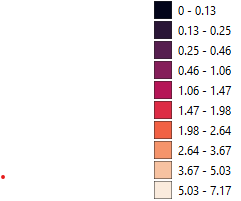 0 - 0.13
0.13 - 0.25
0.25 - 0.46
0.46 - 1.06
1.06 - 1.47
1.47 - 1.98
1.98 - 2.64
2.64 - 3.67
3.67 - 5.03
5.03 - 7.17